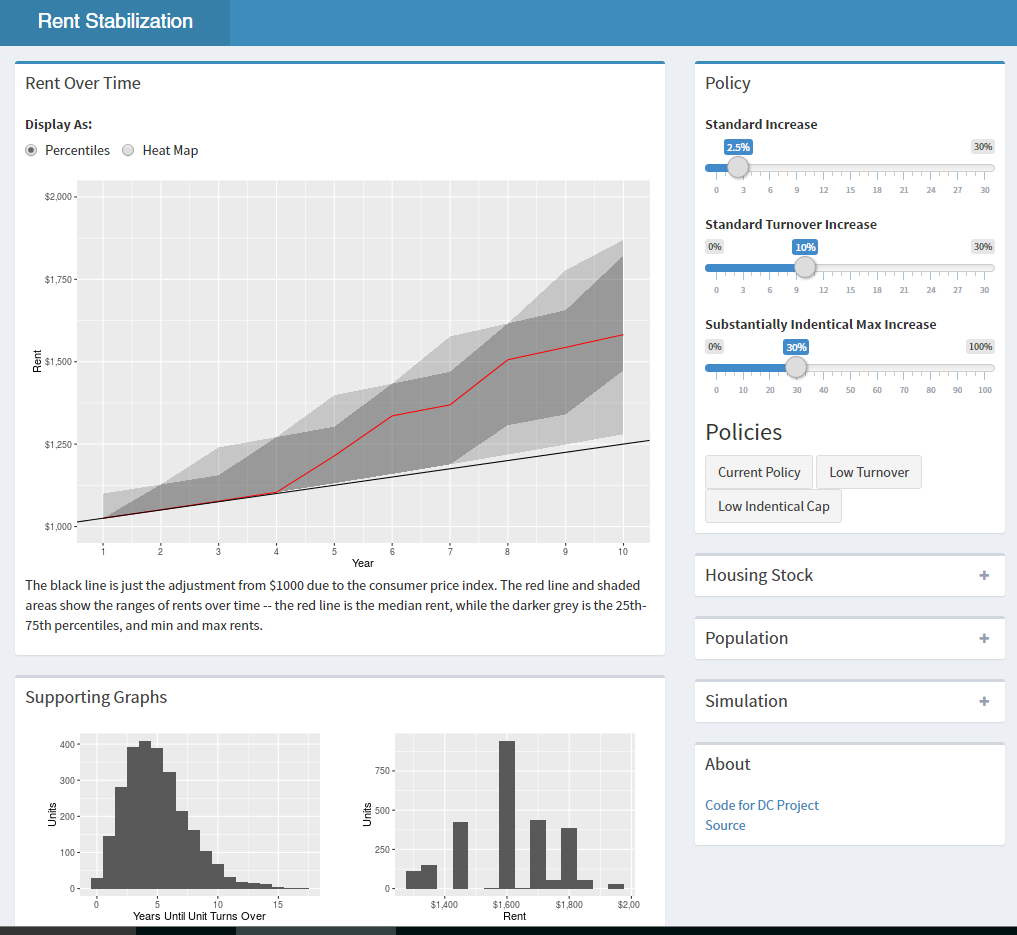 Rent Stabilization
Rent Over Time
Display As:
Percentiles Heat Map
$2,000
$1,750
$1,500
$1,250
$1,000
Rent
1 2 3 4 5 6 7 8 9 10
Year
The black line is just the adjustment from $1000 due to the consumer price index. The red line and shaded
areas show the ranges of rents over time -- the red line is the median rent, while the darker grey is the 25th-
75th percentiles, and min and max rents.
Supporting Graphs
400
300
200
100
0
Units
0 5 10 15
Years Until Unit Turns Over
750
500
250
0
Units
$1,400 $1,600 $1,800 $2,00
Rent
Policy
Standard Increase
2.5% 30%
0 3 6 9 12 15 18 21 24 27 30
Standard Turnover Increase
0% 10% 30%
0 3 6 9 12 15 18 21 24 27 30
Substantially Indentical Max Increase
0% 30% 100%
0 10 20 30 40 50 60 70 80 90 100
Policies
Current Policy Low Turnover
Low Indentical Cap
Housing Stock +
Population +
Simulation +
About
Code for DC Project
Source